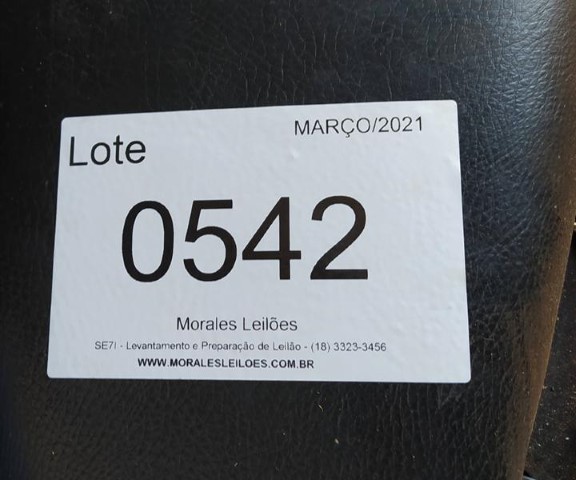 MARÇO/2021
Lote
0542
Morales Leilões
SE7I - Levantamento e Preparação de Leilão - (18) 3323-3456
WWW.MORALESLEILOES.COM.BR